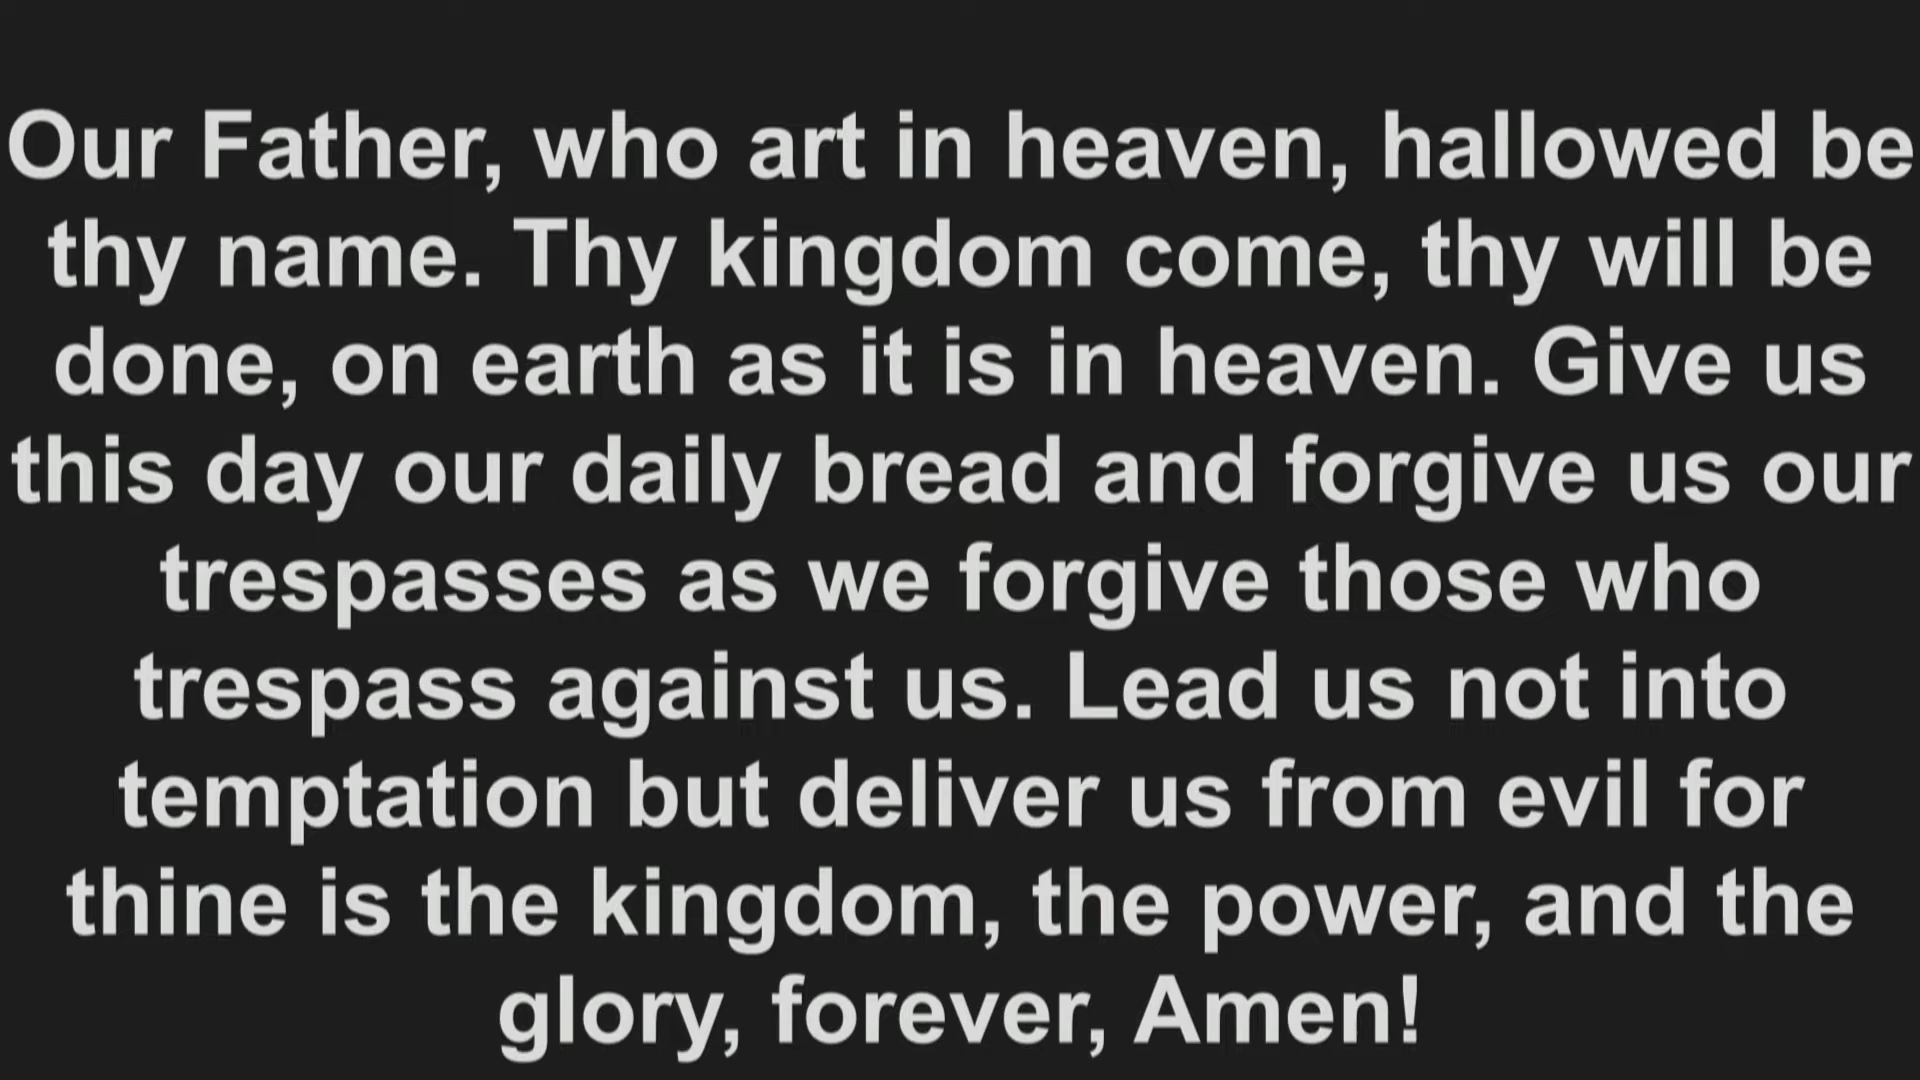 Our Father, who art in heaven, hallowed be
thy name. Thy kingdom come, thy will be
done, on earth as it is in heaven. Give us
this day our daily bread and forgive us our
trespasses as we forgive those who
trespass against us. Lead us not into
temptation but deliver us from evil for
thine is the kingdom, the power, and the
glory, forever, Amen!